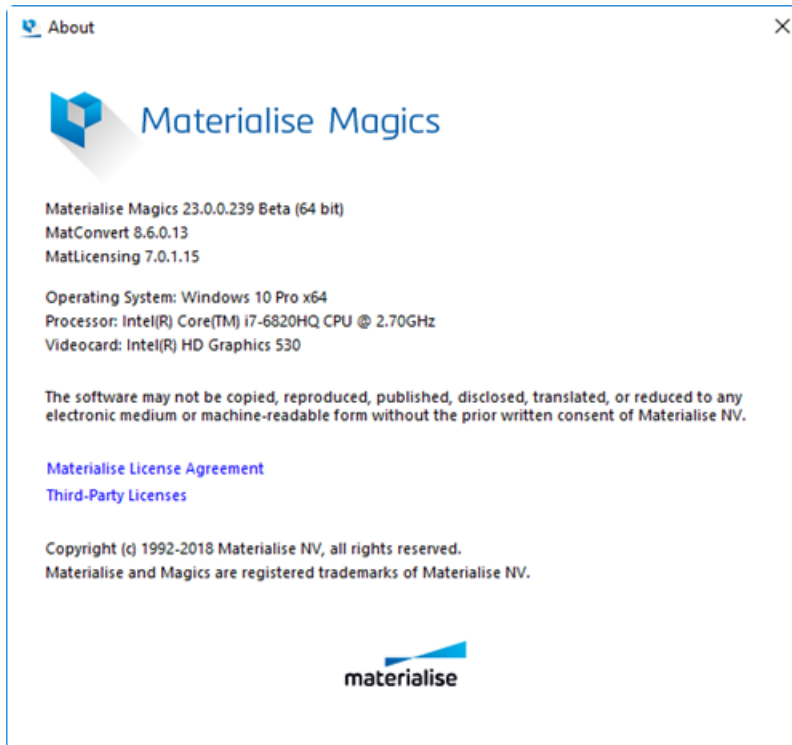 About
Materialise Magics
Materialise Magics 23.0.0.239 Beta (64 bit)
MatConvert 8.6.0.13
MatLicensing 7.0.1.15
Operating System: Windows 10 Pro x64
Processor: Intel(R) Core(TM) i7-6820HQ CPU @ 2.70GHz
Videocard: Intel(R) HD Graphics 530
The software may not be copied, reproduced, published, disclosed, translated, or reduced to any
electronic medium or machine-readable form without the prior written consent of Materialise NV.
Materialise License Agreement
Third-Party Licenses
Copyright (c) 1992-2018 Materialise NV, all rights reserved.
Materialise and Magics are registered trademarks of Materialise NV.
materialise